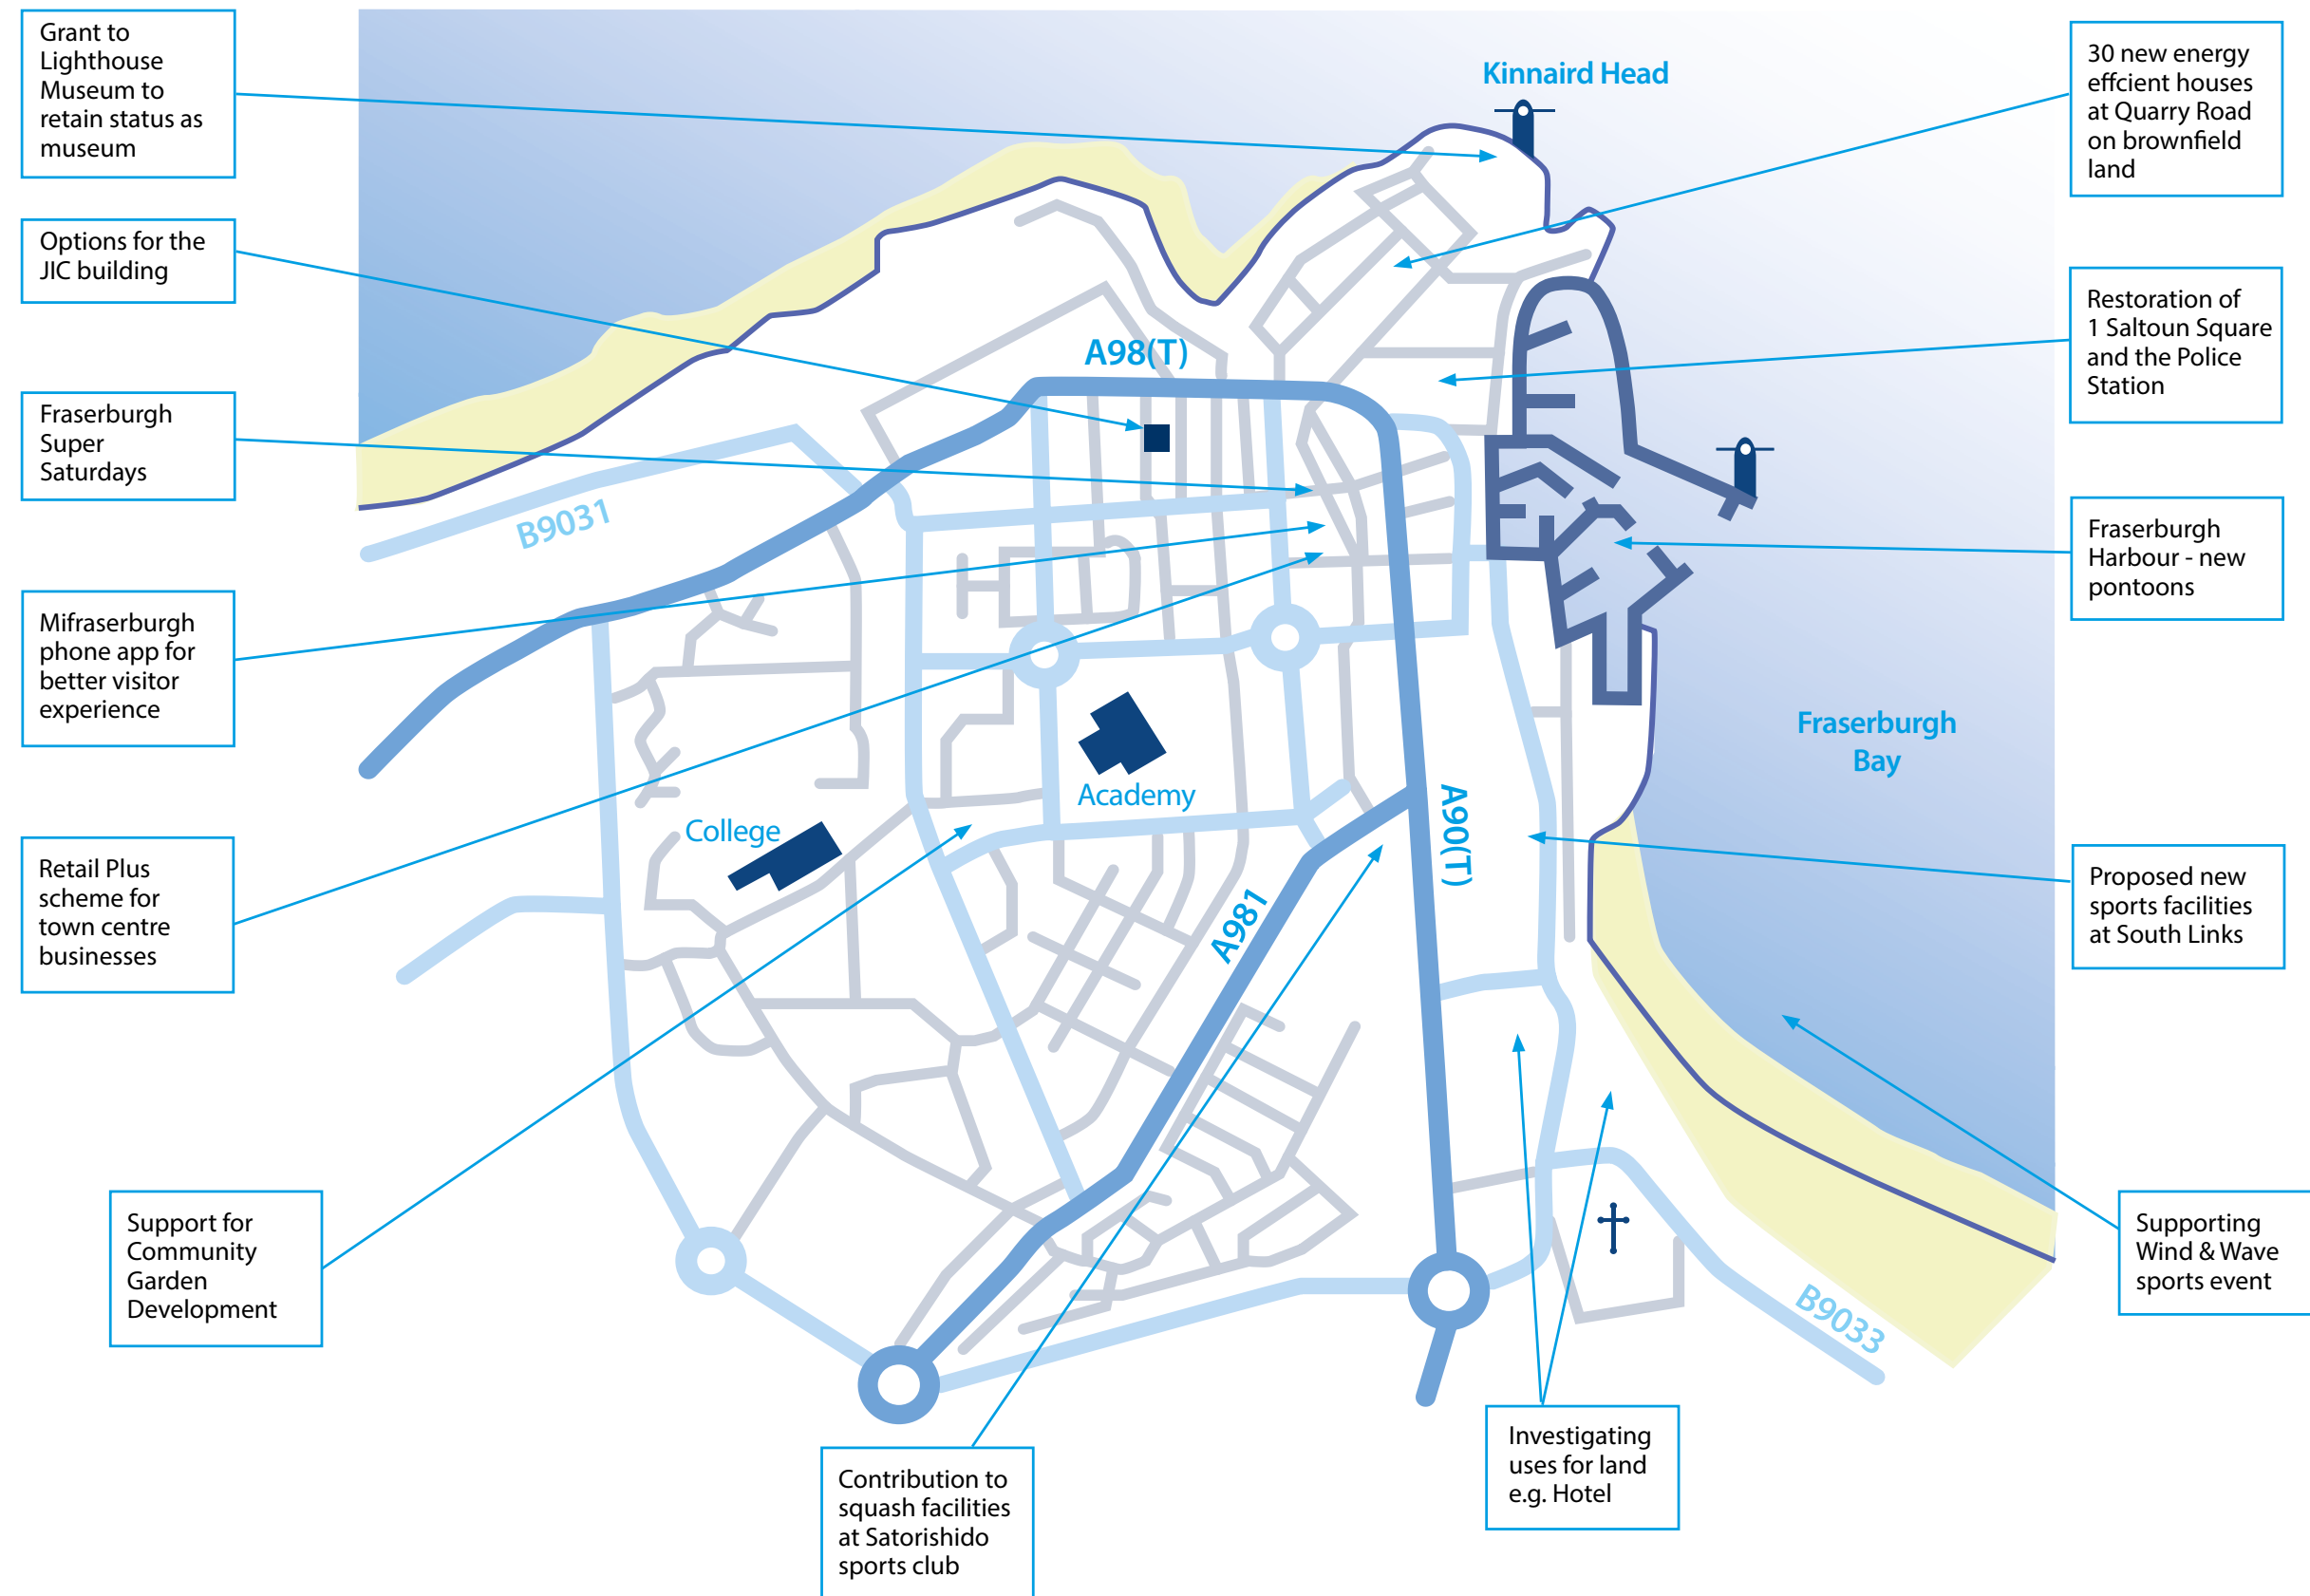 Grant to
Lighthouse
Museum to
retain status as
museum
Options for the
JIC building
Fraserburgh
Super
Saturdays
Mifraserburgh
phone app for
better visitor
experience
Retail Plus
scheme for
town centre
businesses
Support for
Community
Garden
Development
Contribution to
squash facilities
at Satorishido
sports club
Investigating
uses for land
e.g. Hotel
Kinnaird Head
A98(T)
B9031
Academy
College
A981
A90(T)
Fraserburgh
Bay
B9033
30 new energy
effcient houses
at Quarry Road
on brownfield
land
Restoration of
1 Saltoun Square
and the Police
Station
Fraserburgh
Harbour - new
pontoons
Proposed new
sports facilities
at South Links
Supporting
Wind & Wave
sports event